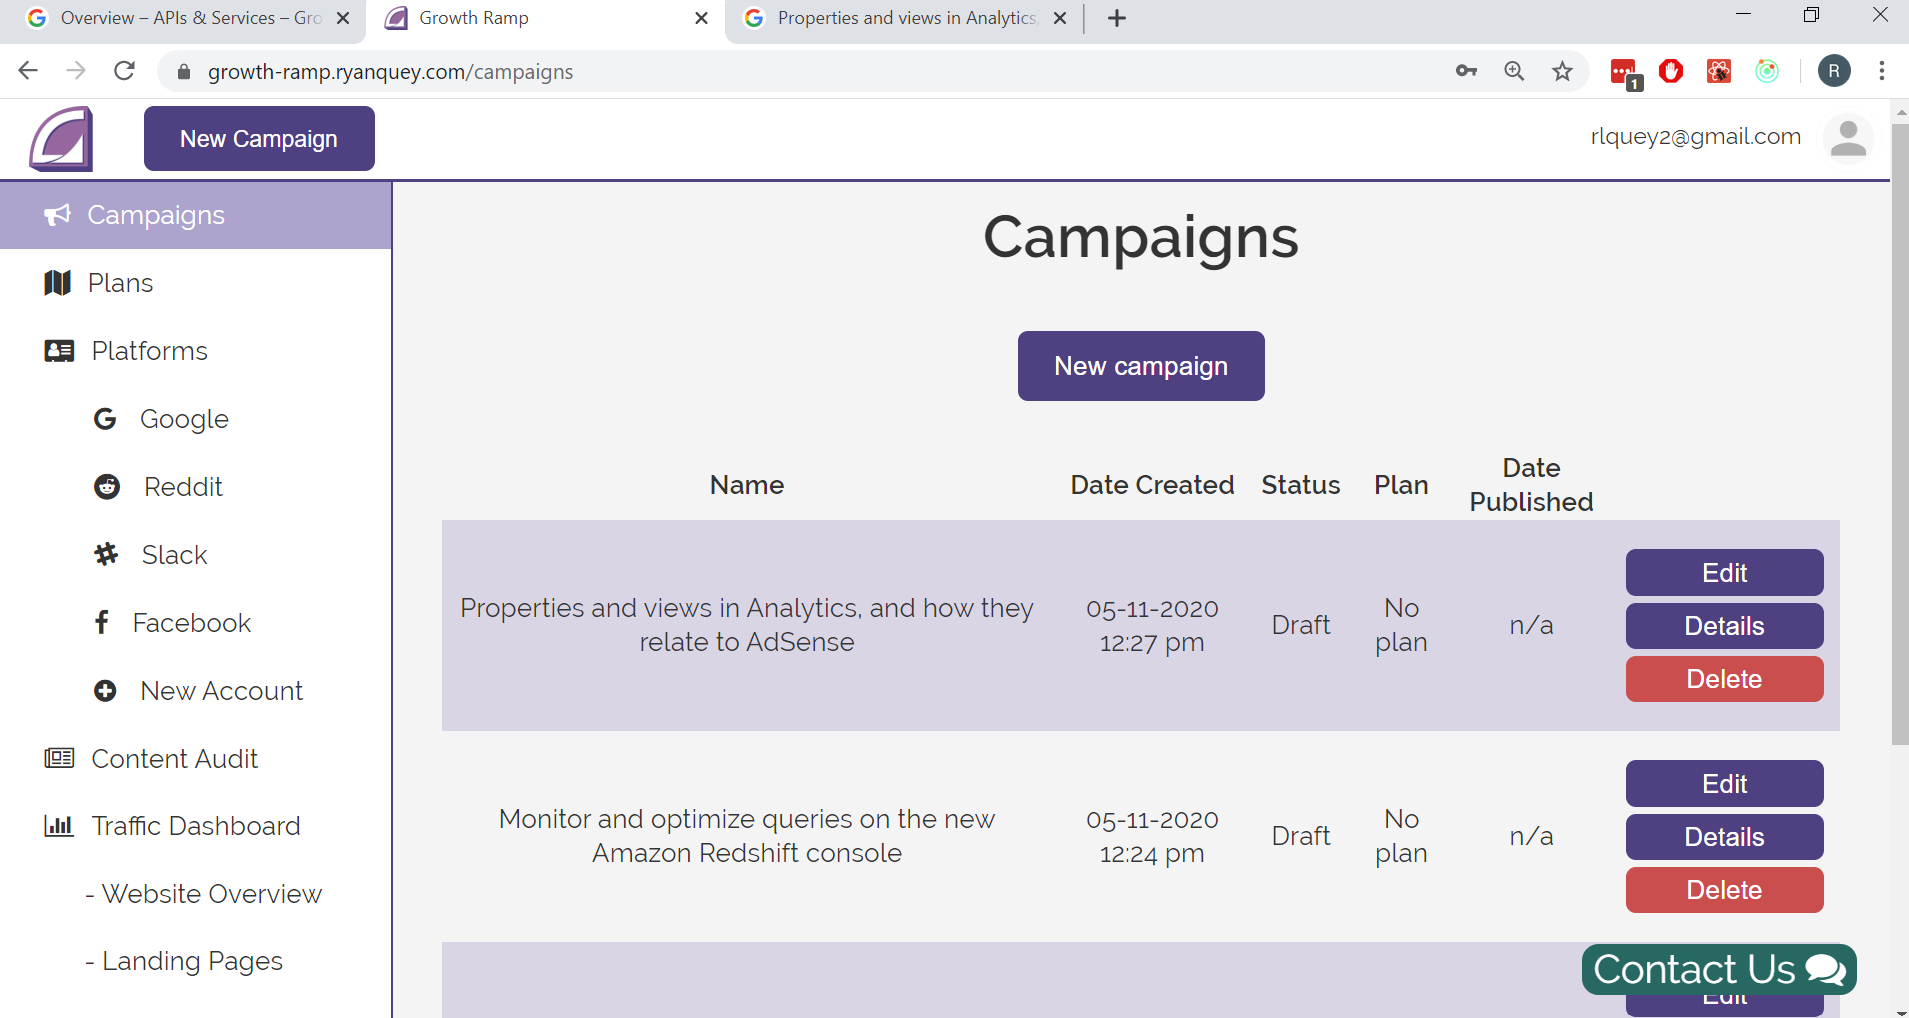 Overview – APIs & Services – Gro
Growth Ramp
Properties and views in Analytics,
growth-ramp.ryanquey.com/campaigns
1
R
New Campaign
rlquey2@gmail.com
Campaigns
Plans
Platforms
Google
Reddit
Slack
Facebook
New Account
Content Audit
Traffic Dashboard
- Website Overview
- Landing Pages
Campaigns
New campaign
Name
Date Created
Status
Plan
Date
Published
Properties and views in Analytics, and how they
relate to AdSense
05-11-2020
12:27 pm
Draft
No
plan
n/a
Edit
Details
Delete
Monitor and optimize queries on the new
Amazon Redshift console
05-11-2020
12:24 pm
Draft
No
plan
n/a
Edit
Details
Delete
Contact Us
Edit